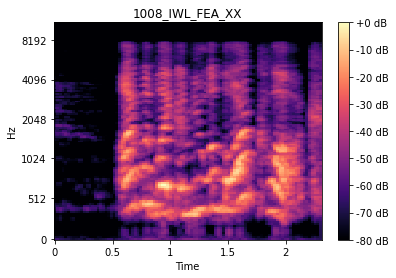 1008_IWL_FEA_XX
8192
4096
2048
1024
512
0
Hz
0
0.5
1
1.5
2
Time
+0 dB
-10 dB
-20 dB
-30 dB
-40 dB
-50 dB
-60 dB
-70 dB
-80 dB